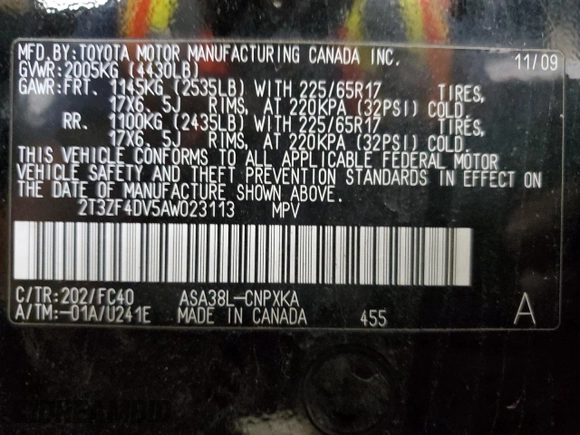 MFD. BY: TOYOTA MOTOR MANUFACTURING CANADA INC. 11/09
GVWR: 2005KG (4430LB)
GAWR: FRT. 1145KG (2535LB) WITH 225/65R17 TIRES,
17X6. 5J RIMS, AT 220KPA (32PSI) COLD.
RR. 1100KG (2435LB) WITH 225/65R17 TIRES,
17X6. 5J RIMS, AT 220KPA (32PSI) COLD.
THIS VEHICLE CONFORMS TO ALL APPLICABLE FEDERAL MOTOR
VEHICLE SAFETY AND THEFT PREVENTION STANDARDS IN EFFECT ON
THE DATE OF MANUFACTURE SHOWN ABOVE.
2T3ZF4DV5AW023113 MPV
C/TR: 202/FC40 ASA38L-CNPXKA
A/TM: -01A/U241E MADE IN CANADA 455 A